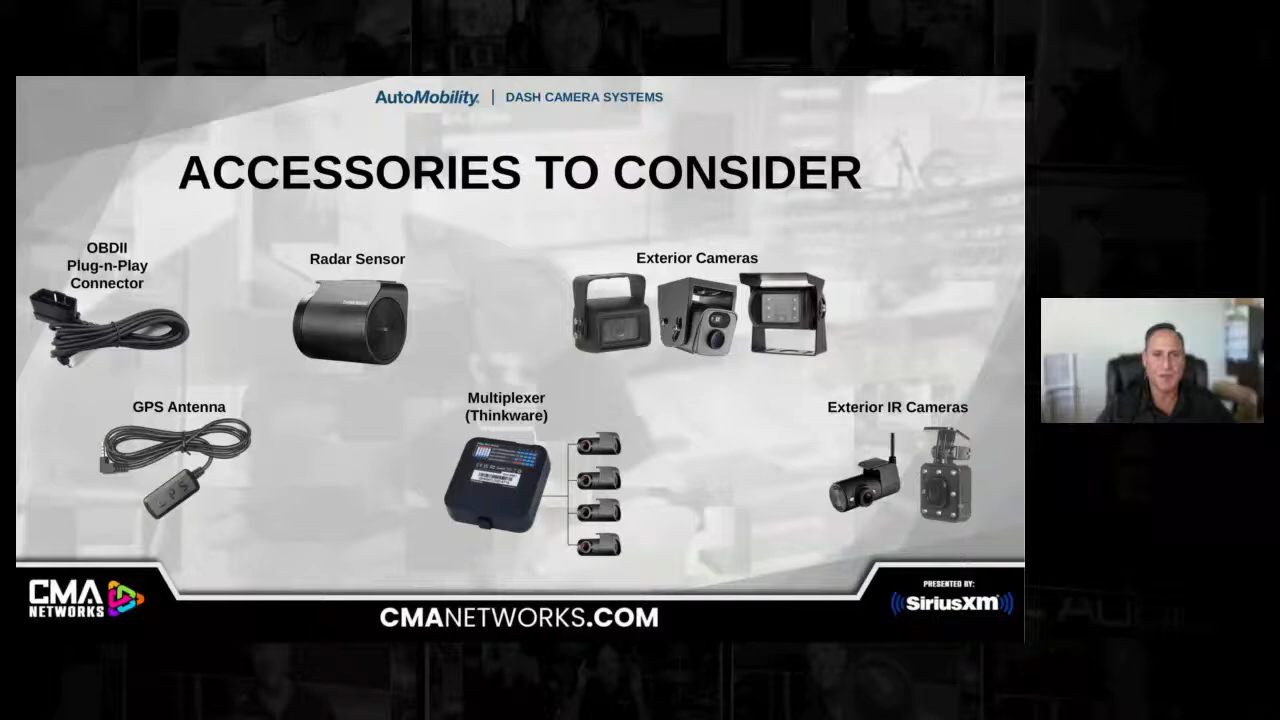 AutoMobility. | DASH CAMERA SYSTEMS
ACCESSORIES TO CONSIDER
OBDII
Plug-n-Play
Connector
Radar Sensor
Exterior Cameras
GPS Antenna
GPS
Multiplexer
(Thinkware)
Exterior IR Cameras
CMA
NETWORKS
CMANETWORKS.COM
PRESENTED BY:
SiriusXM